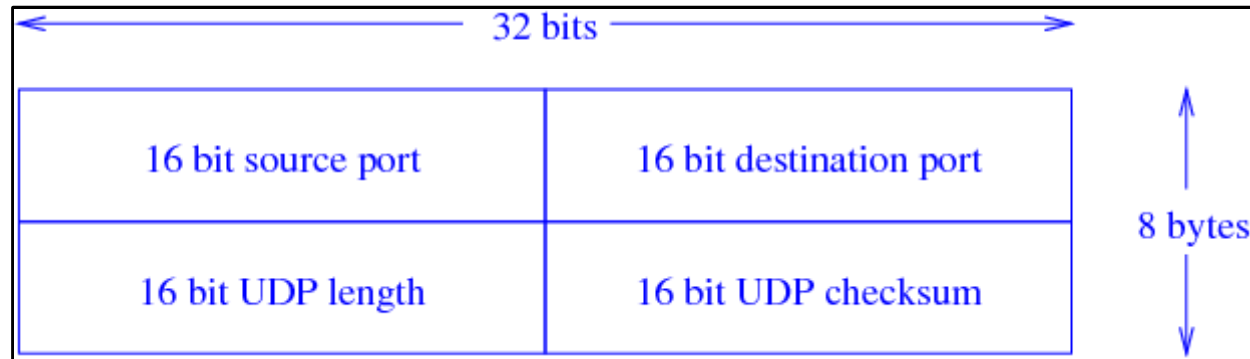 32 bits
16 bit source port
16 bit destination port
8 bytes
16 bit UDP length
16 bit UDP checksum